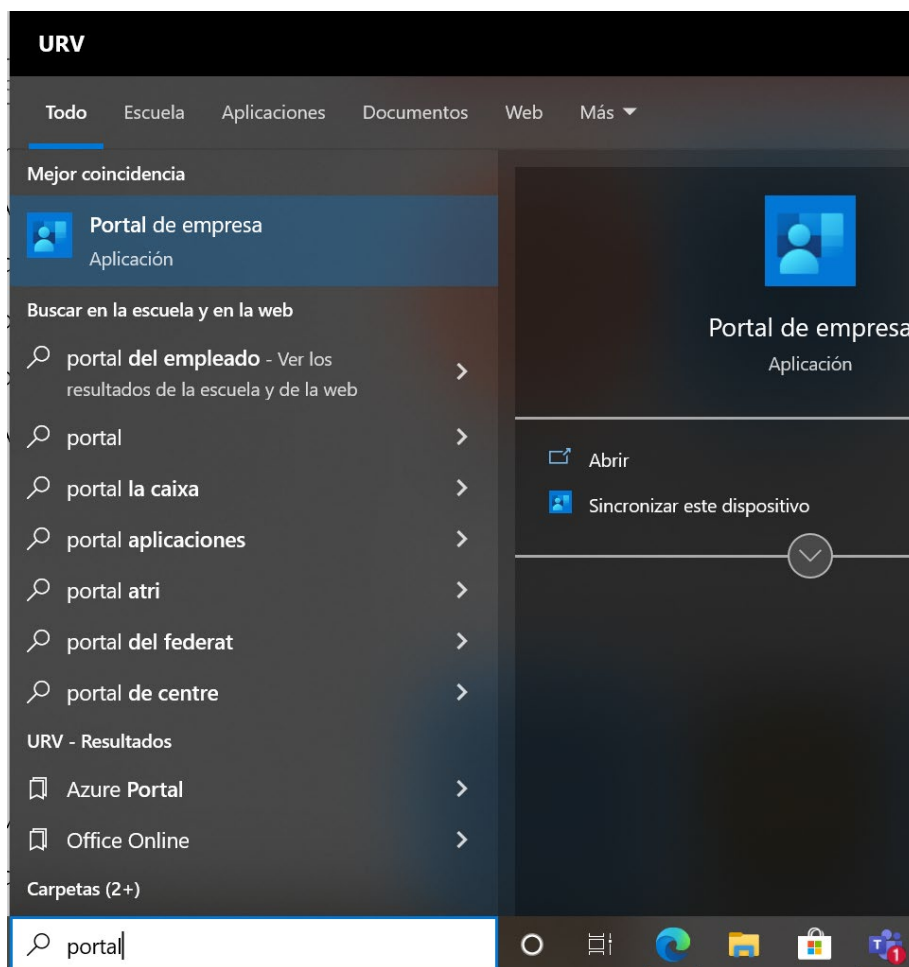 URV
Todo Escuela Aplicaciones Documentos Web Más
Mejor coincidencia
Portal de empresa
Aplicación
Buscar en la escuela y en la web
portal del empleado - Ver los
resultados de la escuela y de la web
portal
portal la caixa
portal aplicaciones
portal atri
portal del federat
portal de centre
URV - Resultados
Azure Portal
Office Online
Carpetas (2+)
portal
Portal de empresa
Aplicación
Abrir
Sincronizar este dispositivo
T
1